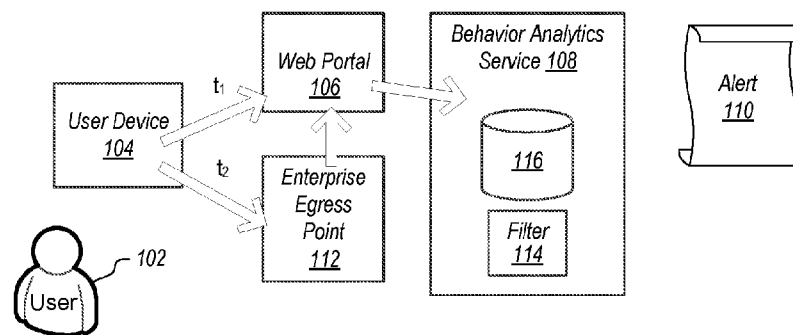 Web Portal
106
Behavior Analytics
Service 108
Alert
110
t1
User Device
104
t2
Enterprise
Egress
Point
112
116
Filter
114
102
User